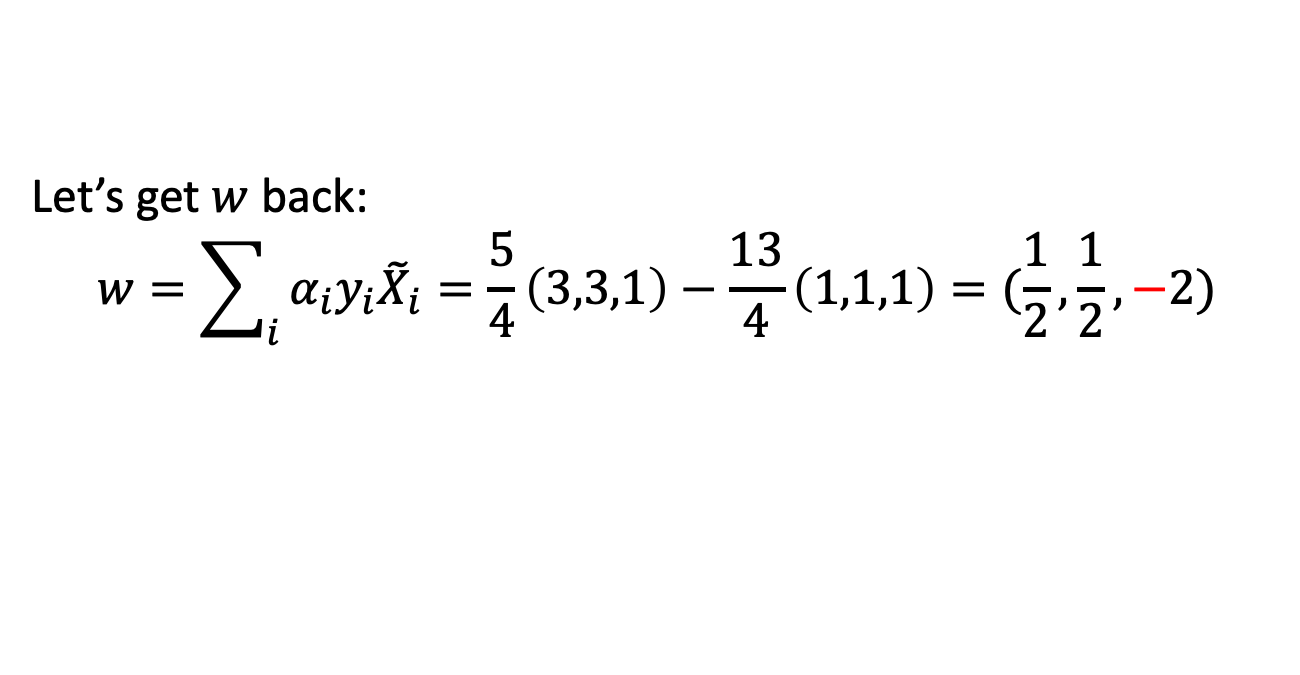 Let's get w back:
w = ∑ᵢ αᵢyᵢX̃ᵢ = 5/4 (3,3,1) − 13/4 (1,1,1) = (1/2, 1/2, −2)